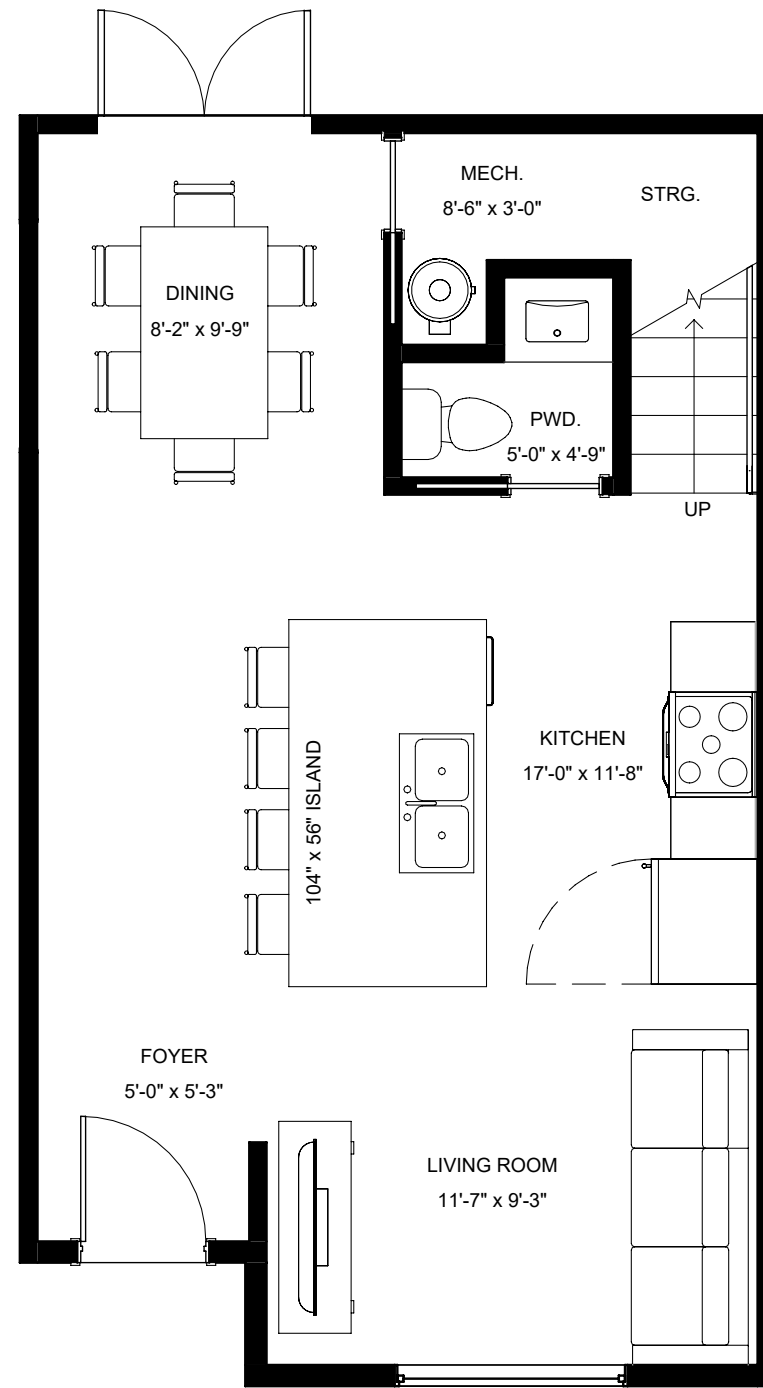 MECH.
8'-6" x 3'-0"
STRG.
DINING
8'-2" x 9'-9"
PWD.
5'-0" x 4'-9"
UP
KITCHEN
17'-0" x 11'-8"
104" x 56" ISLAND
FOYER
5'-0" x 5'-3"
LIVING ROOM
11'-7" x 9'-3"